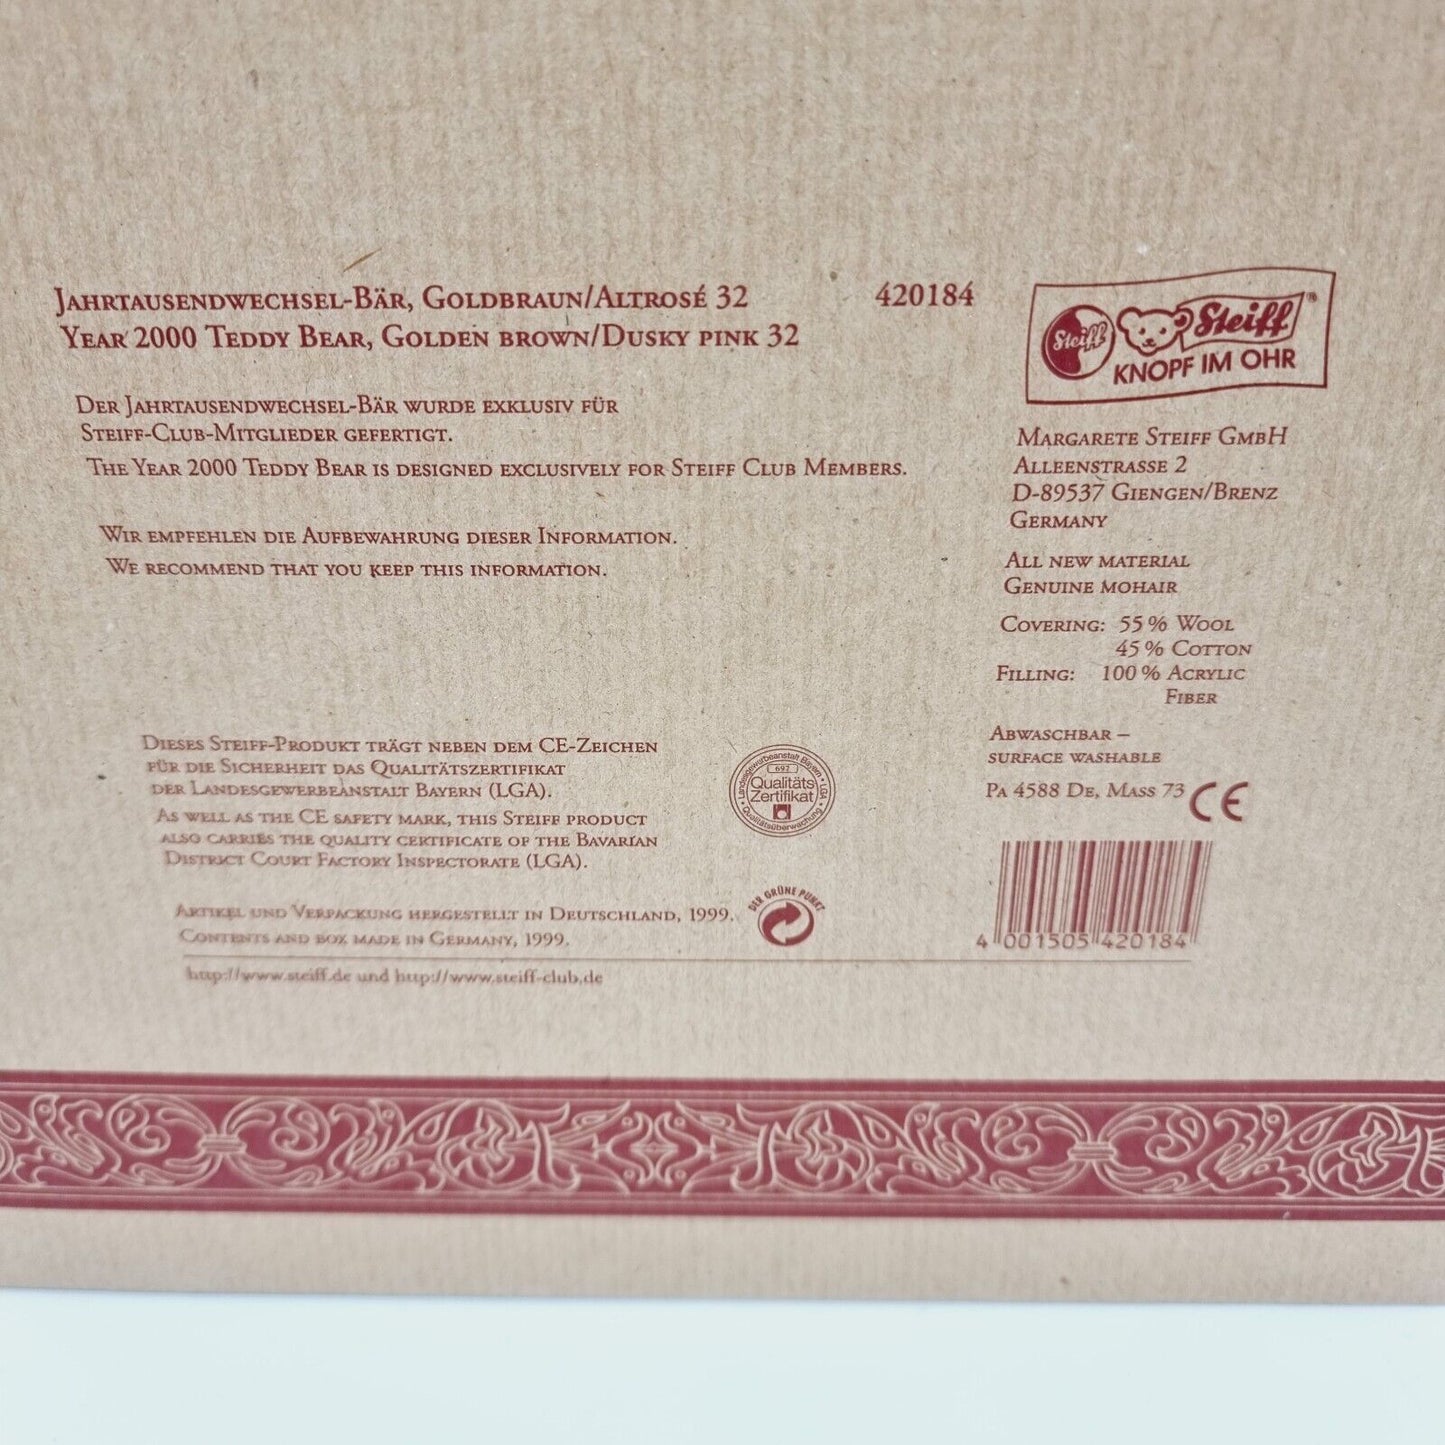 Jahrtausendwechsel-Bär, Goldbraun/Altrosé 32 420184
Year 2000 Teddy Bear, Golden brown/Dusky pink 32
Der Jahrtausendwechsel-Bär wurde exklusiv für
Steiff-Club-Mitglieder gefertigt.
The Year 2000 Teddy Bear is designed exclusively for Steiff Club Members.
Wir empfehlen die Aufbewahrung dieser Information.
We recommend that you keep this information.
Dieses Steiff-Produkt trägt neben dem CE-Zeichen
für die Sicherheit das Qualitätszertifikat
der Landesgewerbeanstalt Bayern (LGA).
As well as the CE safety mark, this Steiff product
also carries the quality certificate of the Bavarian
District Court Factory Inspectorate (LGA).
Landesgewerbeanstalt Bayern · LGA ·
697
Qualitäts
Zertifikat
Qualitätsüberwachung
Artikel und Verpackung hergestellt in Deutschland, 1999.
Contents and box made in Germany, 1999.
DER GRÜNE PUNKT
http://www.steiff.de und http://www.steiff-club.de
Steiff Steiff®
KNOPF IM OHR
Margarete Steiff GmbH
Alleenstrasse 2
D-89537 Giengen/Brenz
Germany
All new material
Genuine mohair
Covering: 55 % Wool
45 % Cotton
Filling: 100 % Acrylic
Fiber
Abwaschbar –
surface washable
Pa 4588 De, Mass 73 CE
4 001505 420184